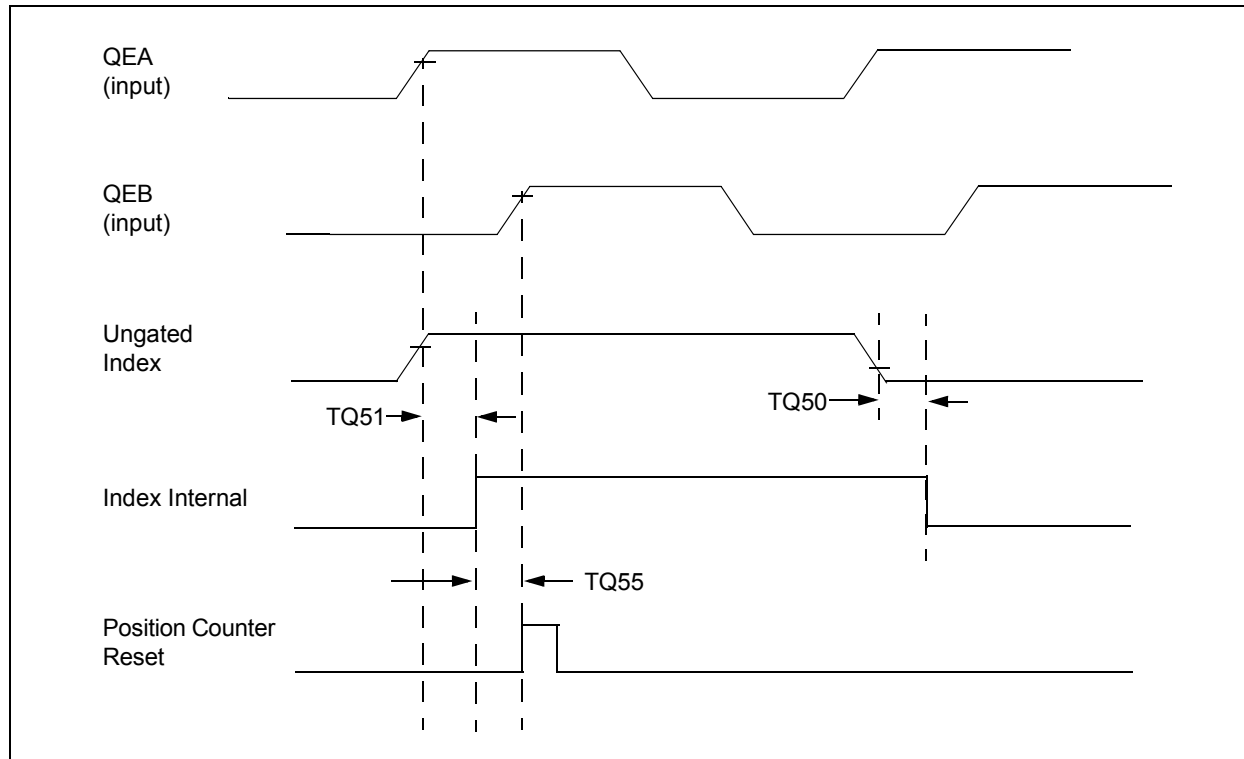 QEA
(input)
QEB
(input)
Ungated
Index
TQ51
TQ50
Index Internal
TQ55
Position Counter
Reset